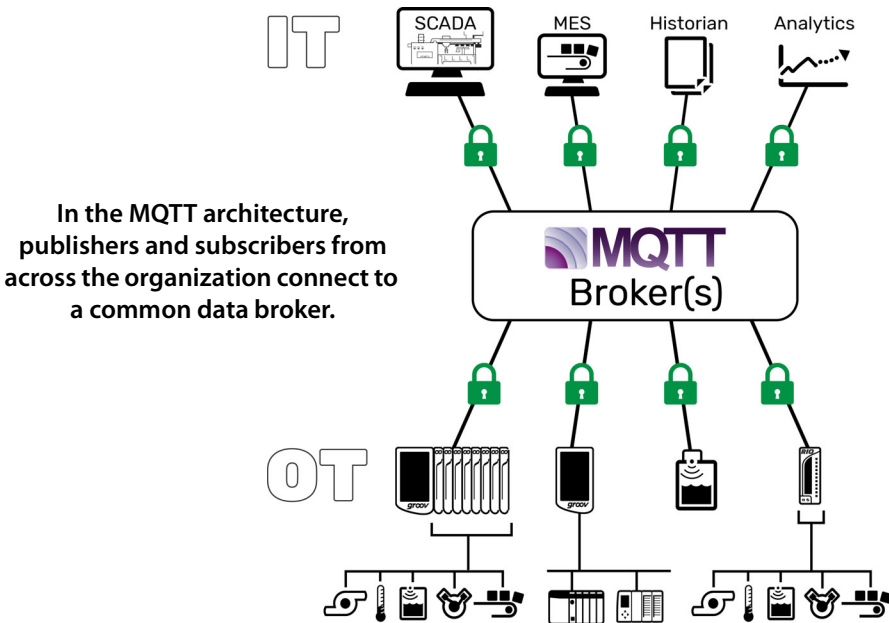 IT
SCADA
MES
Historian
Analytics
In the MQTT architecture,
publishers and subscribers from
across the organization connect to
a common data broker.
MQTT
Broker(s)
OT
groov
groov
RIO